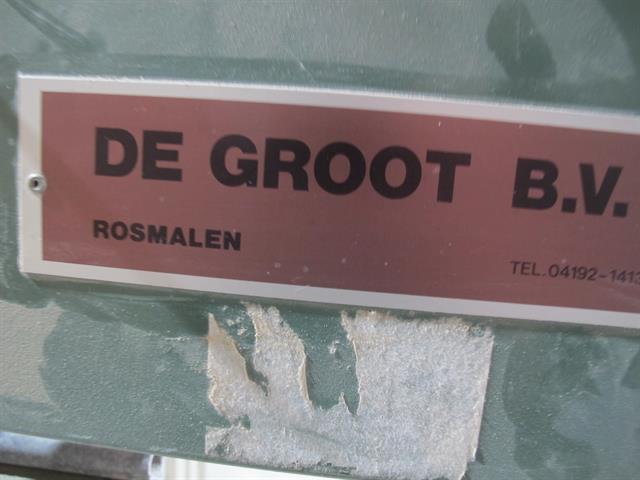 DE GROOT B.V.
ROSMALEN
TEL.04192-1413